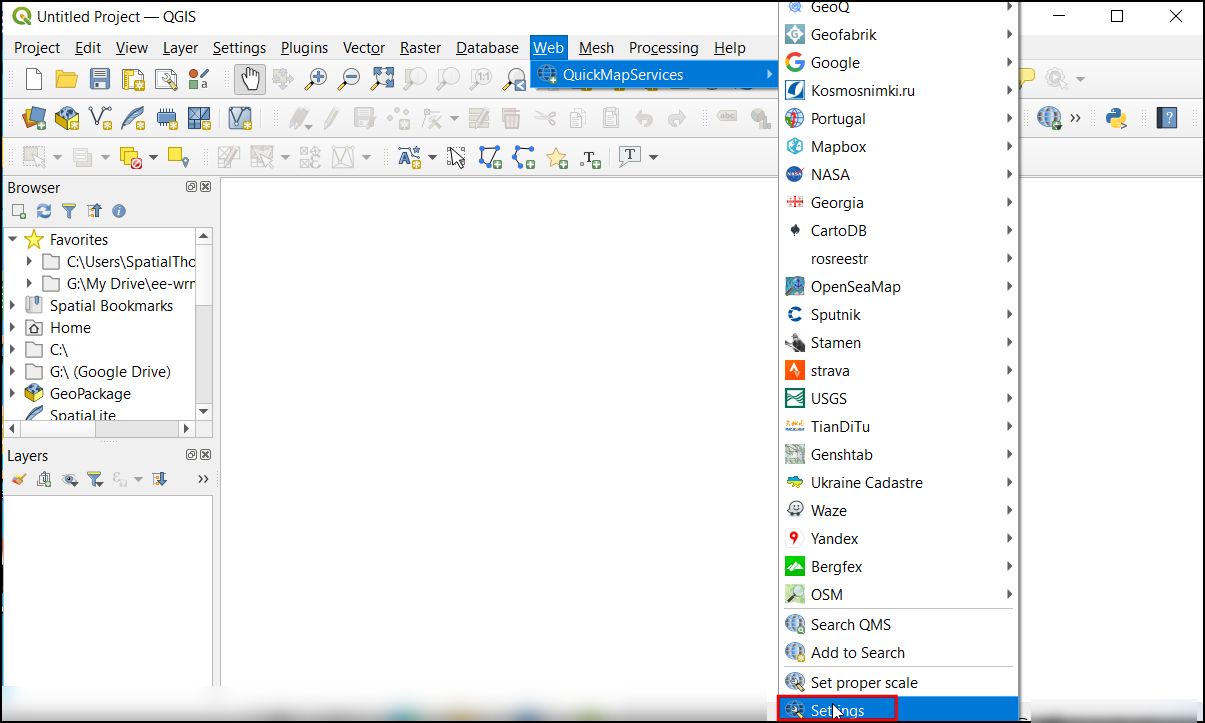 Untitled Project — QGIS
Project Edit View Layer Settings Plugins Vector Raster Database Web Mesh Processing Help
QuickMapServices
GeoQ
Geofabrik
Google
Kosmosnimki.ru
Portugal
Mapbox
NASA
Georgia
CartoDB
rosreestr
OpenSeaMap
Sputnik
Stamen
strava
USGS
TianDiTu
Genshtab
Ukraine Cadastre
Waze
Yandex
Bergfex
OSM
Search QMS
Add to Search
Set proper scale
Settings
Browser
Favorites
C:\Users\SpatialTho
G:\My Drive\ee-wrm
Spatial Bookmarks
Home
C:\
G:\ (Google Drive)
GeoPackage
SpatiaLite
Layers